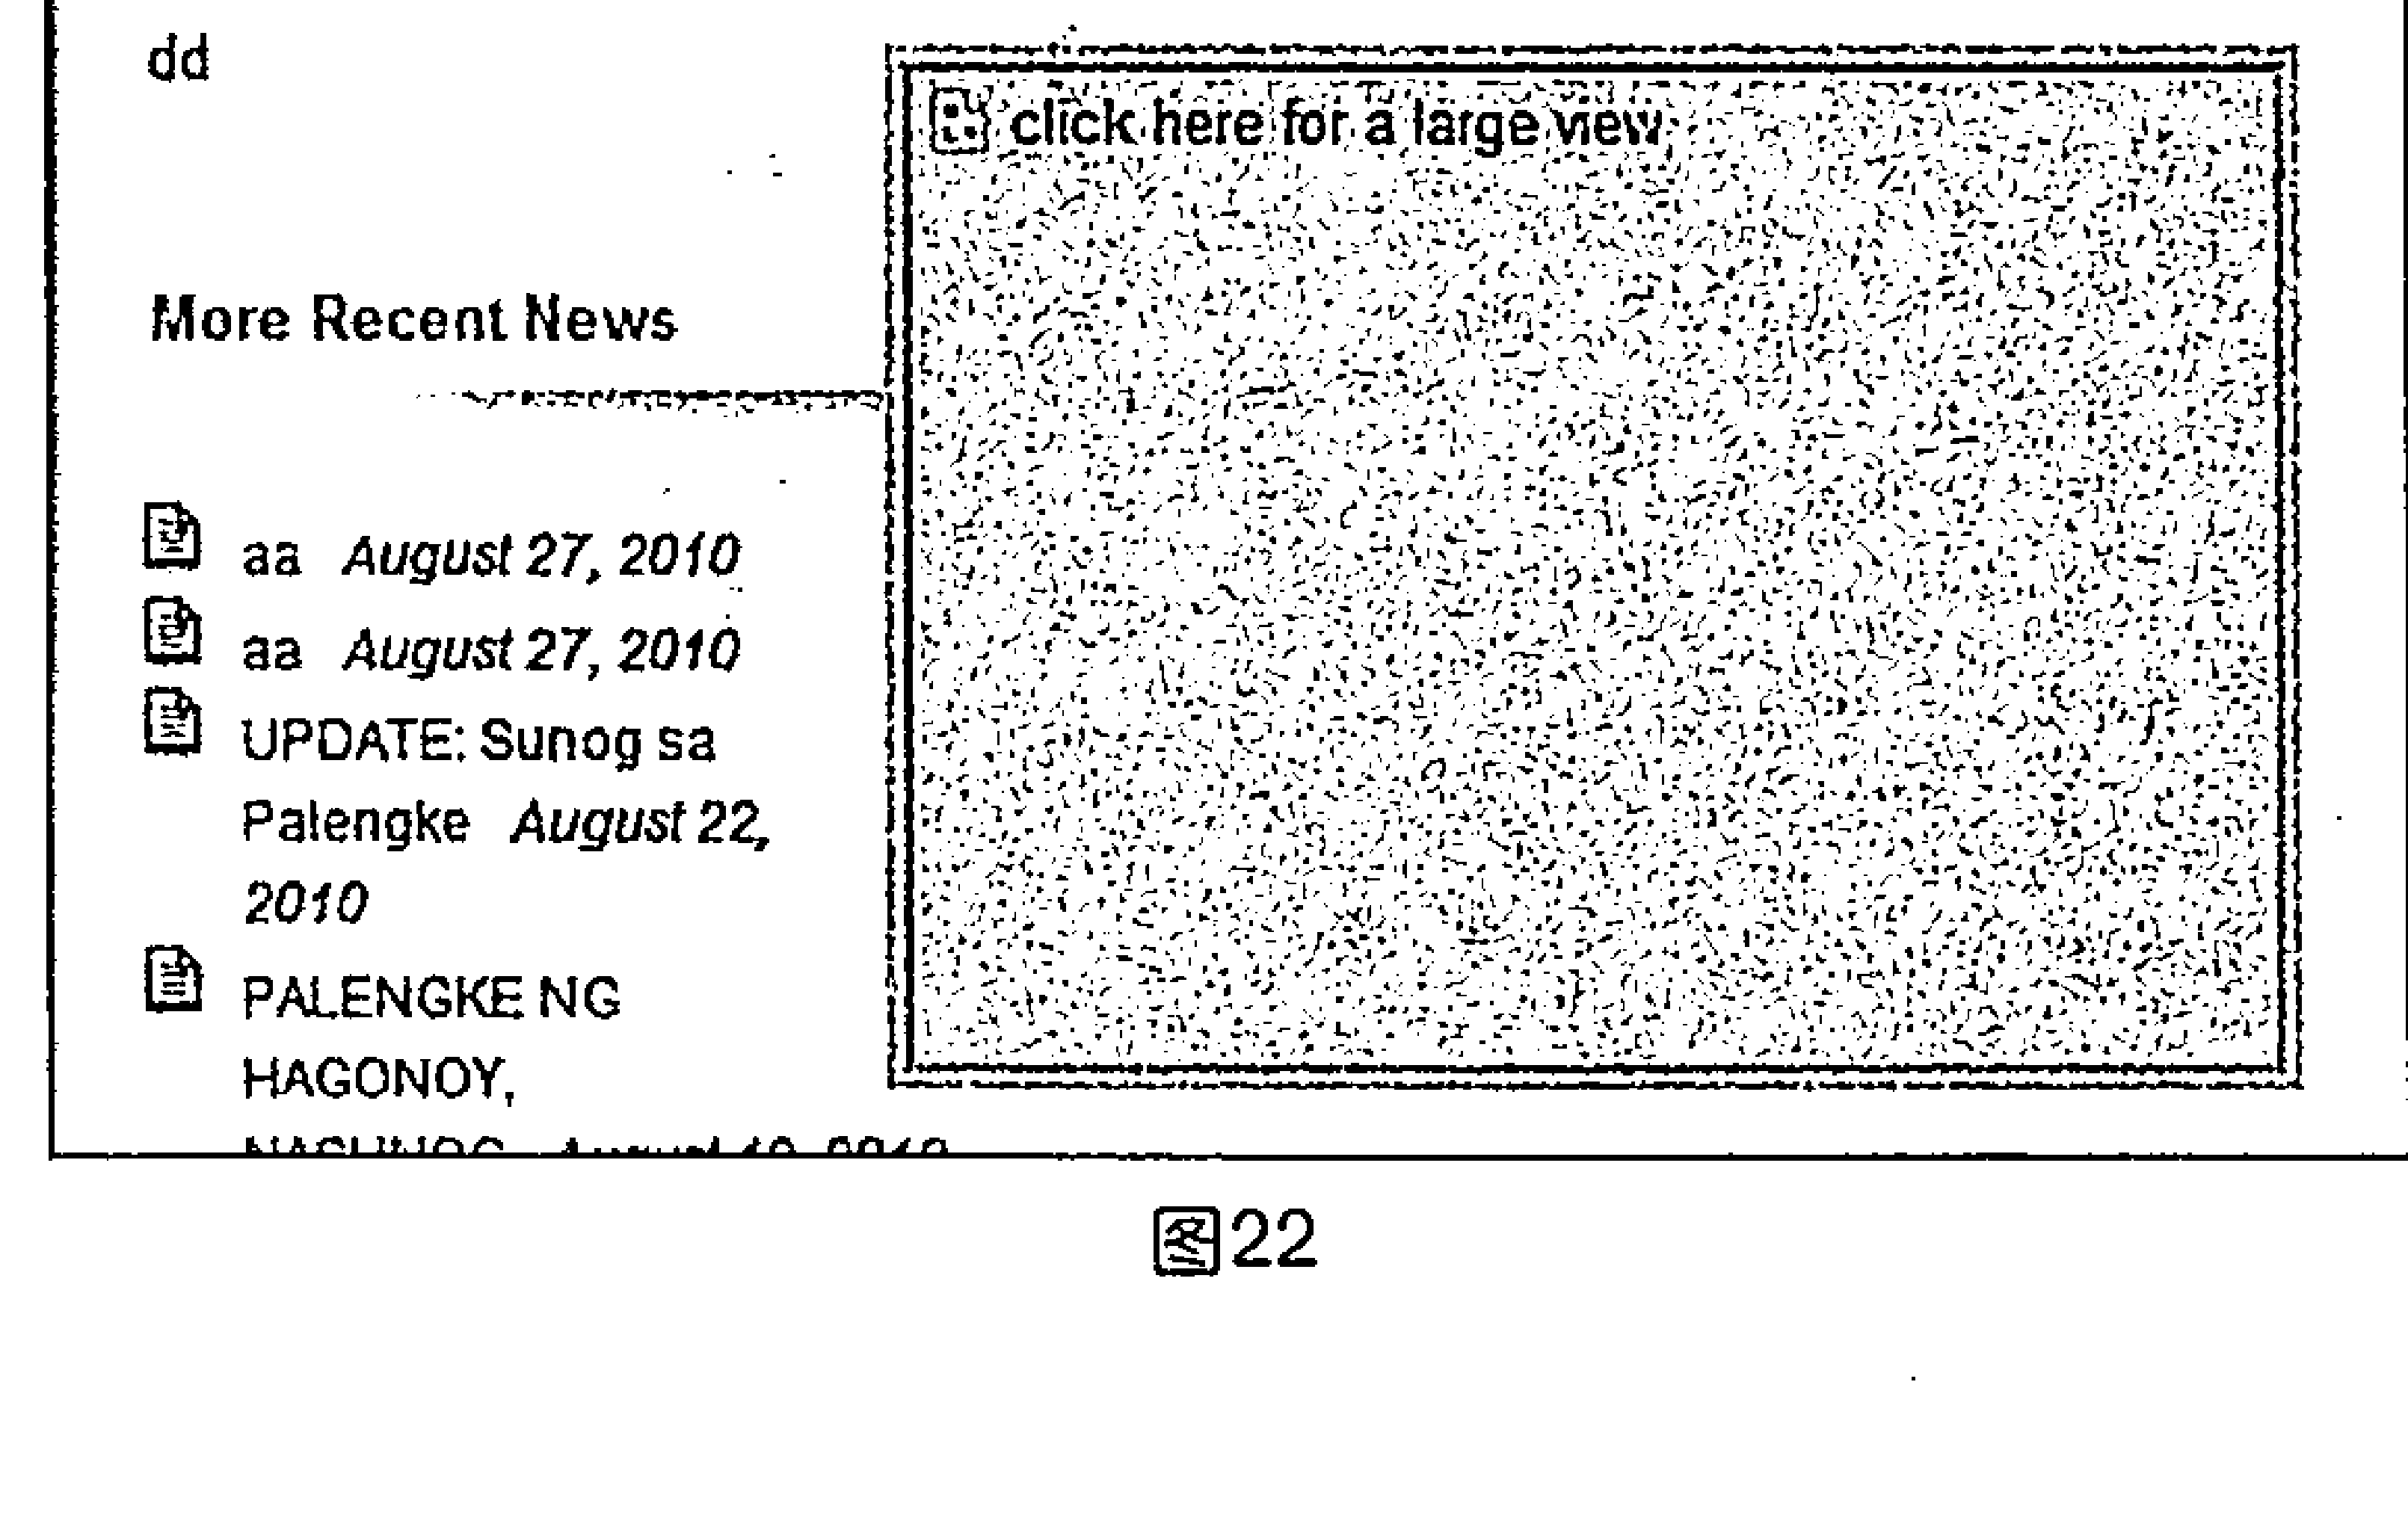 dd
click here for a large view
More Recent News
aa August 27, 2010
aa August 27, 2010
UPDATE: Sunog sa
Palengke August 22,
2010
PALENGKE NG
HAGONOY,
图22